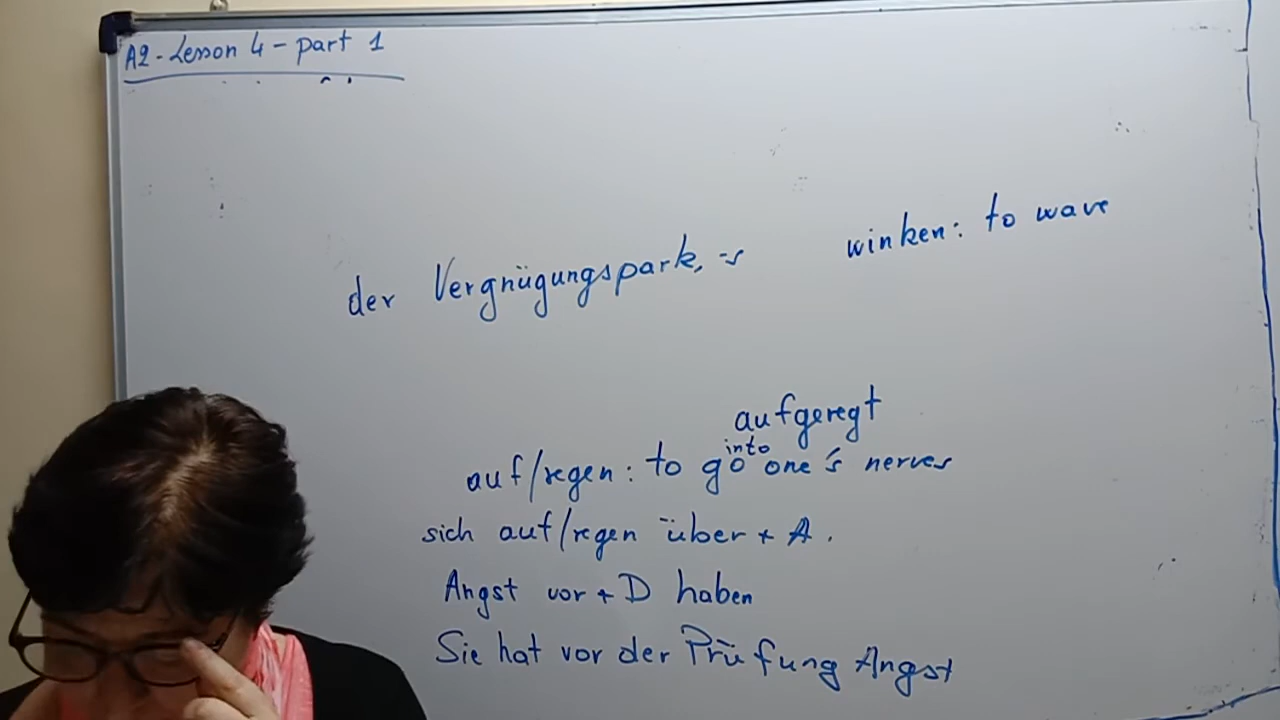 A2 - Lesson 4 - part 1
winken: to wave
der Vergnügungspark, -s
aufgeregt
into
auf/regen: to go one's nerves
sich auf/regen über + A.
Angst vor + D haben
Sie hat vor der Prüfung Angst